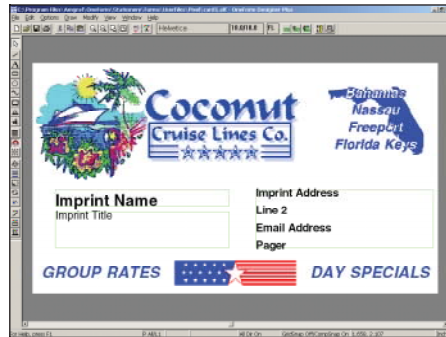 File Edit Options Draw Modify View Window Help
Helvetica
Coconut
Cruise Lines Co.
Bahamas
Nassau
Freeport
Florida Keys
Imprint Name
Imprint Title
Imprint Address
Line 2
Email Address
Pager
GROUP RATES
DAY SPECIALS